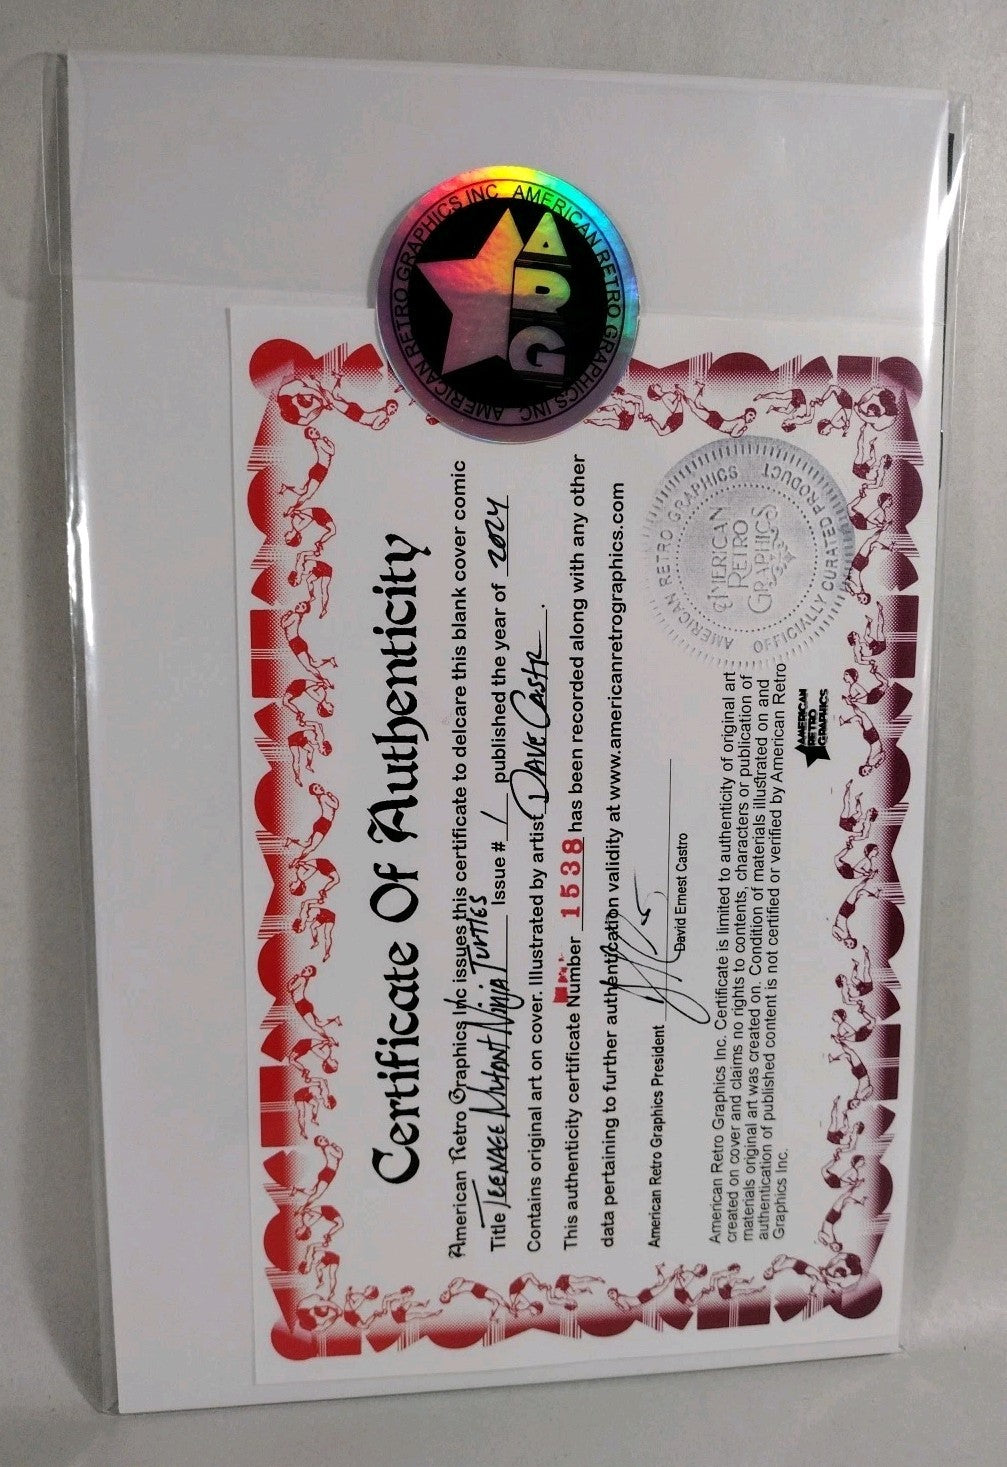 AMERICAN RETRO GRAPHICS INC AMERICAN RETRO GRAPHICS INC
ARG
Certificate Of Authenticity
American Retro Graphics Inc issues this certificate to delcare this blank cover comic
Title TEENAGE MUTANT NINJA TURTLES Issue # 1 published the year of 2024
Contains original art on cover. Illustrated by artist DAVE CASTR.
This authenticity certificate Number 1538 has been recorded along with any other
data pertaining to further authentication validity at www.americanretrographics.com
American Retro Graphics President
David Ernest Castro
American Retro Graphics Inc. Certificate is limited to authenticity of original art
created on cover and claims no rights to contents, characters or publication of
materials original art was created on. Condition of materials illustrated on and
authentication of published content is not certified or verified by American Retro
Graphics Inc.
AMERICAN RETRO GRAPHICS
OFFICIALLY CURATED PRODUCT
AMERICAN
RETRO
GRAPHICS
AMERICAN
RETRO
GRAPHICS